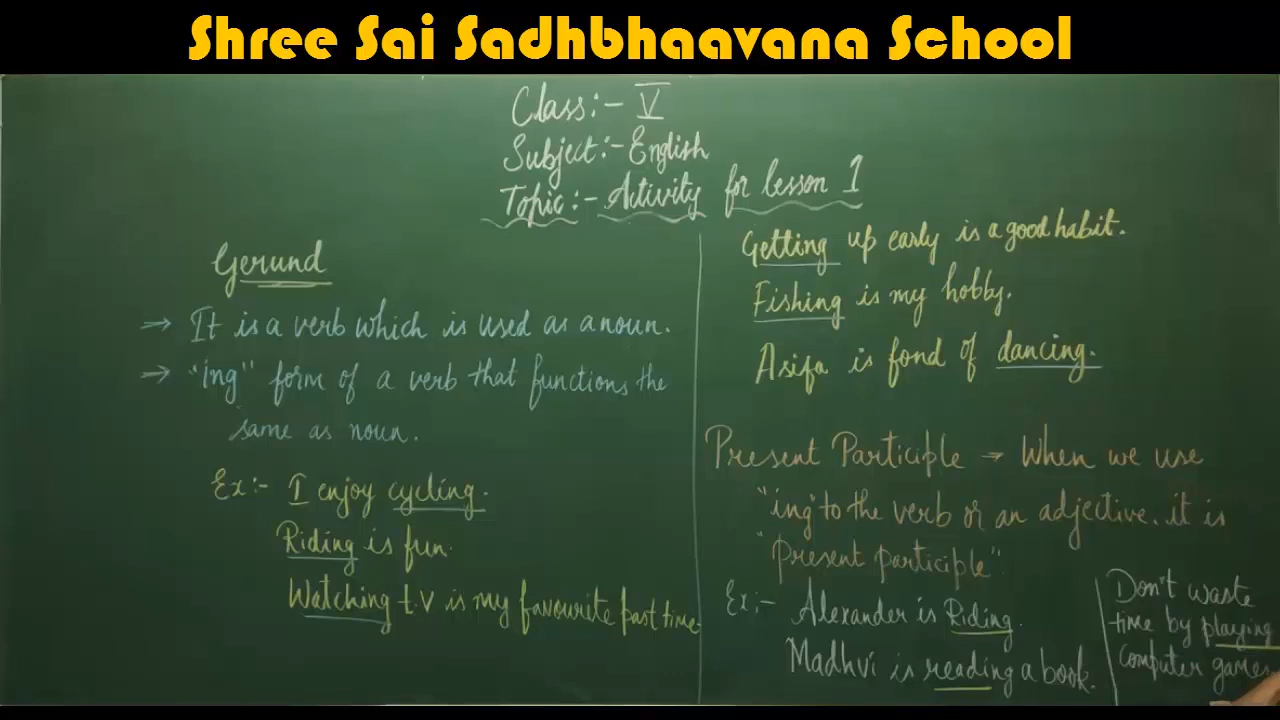 Shree Sai Sadhbhaavana School
Class:- V
Subject:- English
Topic:- Activity for lesson 1
Gerund
→ It is a verb which is used as a noun.
→ "ing" form of a verb that functions the
same as noun.
Ex:- I enjoy cycling.
Riding is fun.
Watching t.v is my favourite past time.
Getting up early is a good habit.
Fishing is my hobby.
Asifa is fond of dancing.
Present Participle → When we use
"ing" to the verb or an adjective. it is
"Present participle".
Ex:- Alexander is Riding.
Madhvi is reading a book.
Don't waste
time by playing
computer games